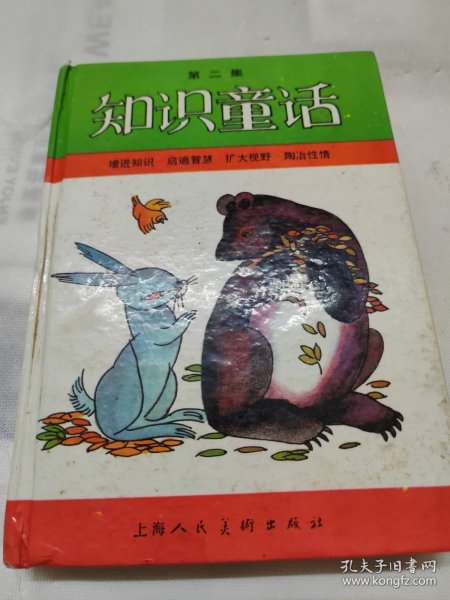 第二集
知识童话
增进知识 启迪智慧 扩大视野 陶冶性情
上海人民美術出版社
孔夫子旧书网
www.kongfz.com